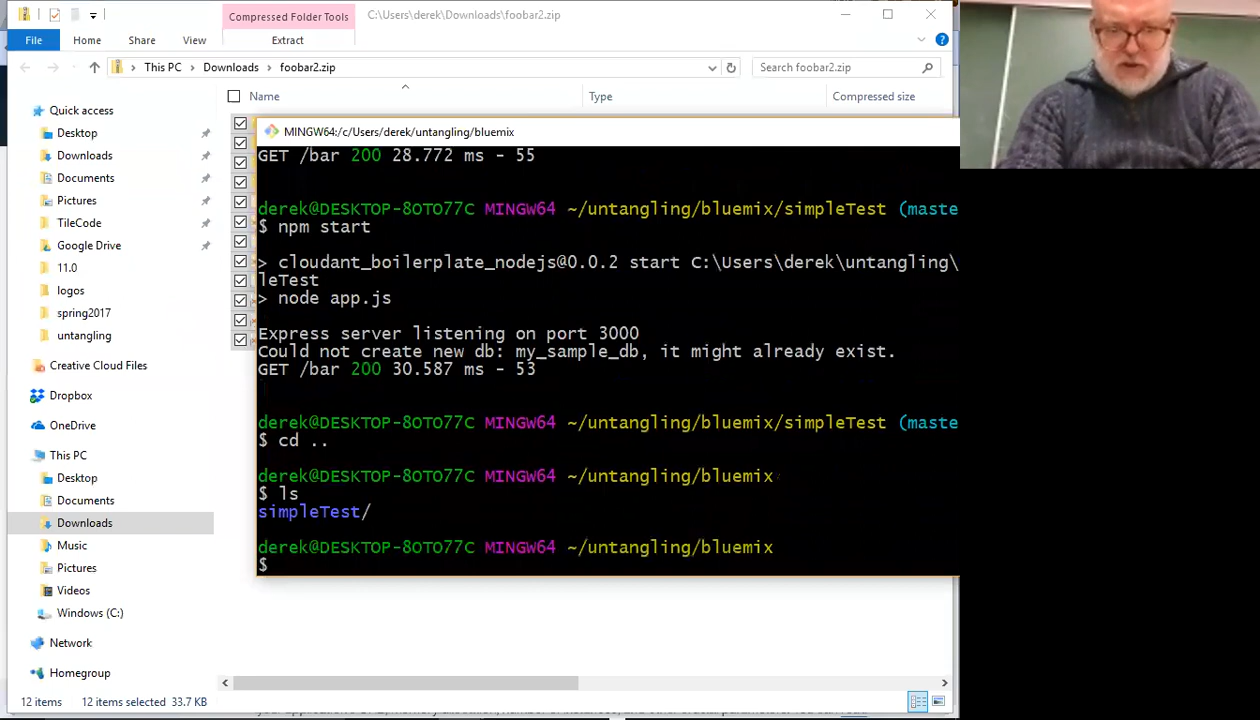 Compressed Folder Tools
C:\Users\derek\Downloads\foobar2.zip
File
Home
Share
View
Extract
This PC > Downloads > foobar2.zip
Search foobar2.zip
Name
Type
Compressed size
Quick access
Desktop
Downloads
Documents
Pictures
TileCode
Google Drive
11.0
logos
spring2017
untangling
Creative Cloud Files
Dropbox
OneDrive
This PC
Desktop
Documents
Downloads
Music
Pictures
Videos
Windows (C:)
Network
Homegroup
12 items 12 items selected 33.7 KB
MINGW64:/c/Users/derek/untangling/bluemix
GET /bar 200 28.772 ms - 55
derek@DESKTOP-8OTO77C MINGW64 ~/untangling/bluemix/simpleTest (maste
$ npm start
> cloudant_boilerplate_nodejs@0.0.2 start C:\Users\derek\untangling\
leTest
> node app.js
Express server listening on port 3000
Could not create new db: my_sample_db, it might already exist.
GET /bar 200 30.587 ms - 53
derek@DESKTOP-8OTO77C MINGW64 ~/untangling/bluemix/simpleTest (maste
$ cd ..
derek@DESKTOP-8OTO77C MINGW64 ~/untangling/bluemix
$ ls
simpleTest/
derek@DESKTOP-8OTO77C MINGW64 ~/untangling/bluemix
$